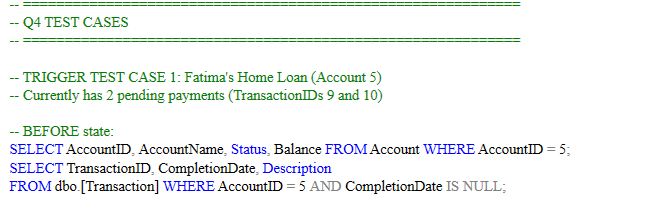 -- =======================================================
-- Q4 TEST CASES
-- =======================================================
-- TRIGGER TEST CASE 1: Fatima's Home Loan (Account 5)
-- Currently has 2 pending payments (TransactionIDs 9 and 10)
-- BEFORE state:
SELECT AccountID, AccountName, Status, Balance FROM Account WHERE AccountID = 5;
SELECT TransactionID, CompletionDate, Description
FROM dbo.[Transaction] WHERE AccountID = 5 AND CompletionDate IS NULL;